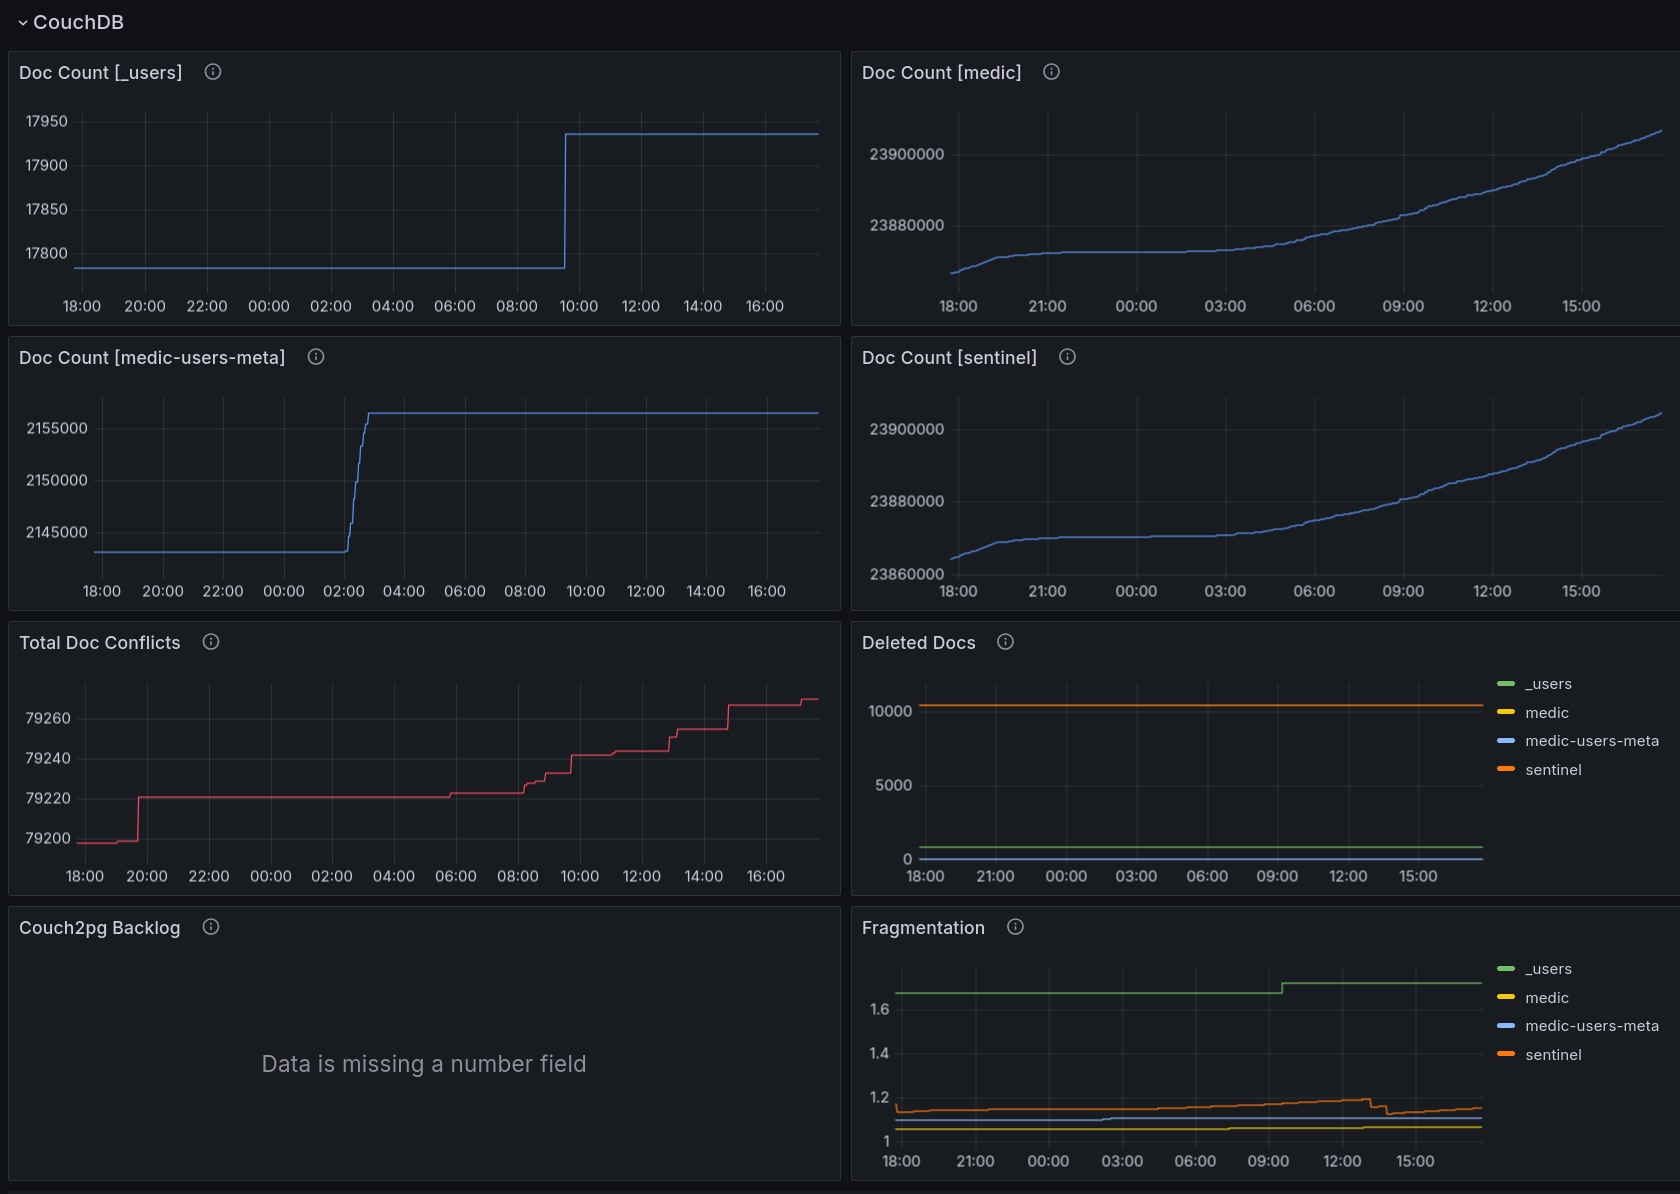 CouchDB
Doc Count [_users]
17950
17900
17850
17800
18:00 20:00 22:00 00:00 02:00 04:00 06:00 08:00 10:00 12:00 14:00 16:00
Doc Count [medic]
23900000
23880000
18:00 21:00 00:00 03:00 06:00 09:00 12:00 15:00
Doc Count [medic-users-meta]
2155000
2150000
2145000
18:00 20:00 22:00 00:00 02:00 04:00 06:00 08:00 10:00 12:00 14:00 16:00
Doc Count [sentinel]
23900000
23880000
23860000
18:00 21:00 00:00 03:00 06:00 09:00 12:00 15:00
Total Doc Conflicts
79260
79240
79220
79200
18:00 20:00 22:00 00:00 02:00 04:00 06:00 08:00 10:00 12:00 14:00 16:00
Deleted Docs
10000
5000
0
18:00 21:00 00:00 03:00 06:00 09:00 12:00 15:00
_users
medic
medic-users-meta
sentinel
Couch2pg Backlog
Data is missing a number field
Fragmentation
1.6
1.4
1.2
1
18:00 21:00 00:00 03:00 06:00 09:00 12:00 15:00
_users
medic
medic-users-meta
sentinel